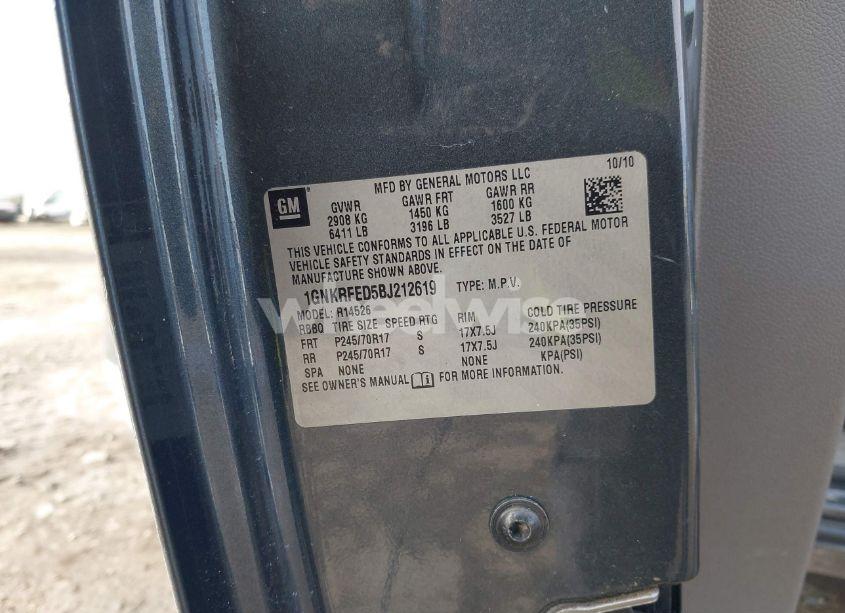 MFD BY GENERAL MOTORS LLC 10/10
GM GVWR GAWR FRT GAWR RR
2908 KG 1450 KG 1600 KG
6411 LB 3196 LB 3527 LB
THIS VEHICLE CONFORMS TO ALL APPLICABLE U.S. FEDERAL MOTOR
VEHICLE SAFETY STANDARDS IN EFFECT ON THE DATE OF
MANUFACTURE SHOWN ABOVE.
1GNKRFED5BJ212619 TYPE: M.P.V.
MODEL: R14526
RBBQ TIRE SIZE SPEED RTG RIM COLD TIRE PRESSURE
FRT P245/70R17 S 17X7.5J 240KPA(35PSI)
RR P245/70R17 S 17X7.5J 240KPA(35PSI)
SPA NONE NONE KPA(PSI)
SEE OWNER'S MANUAL FOR MORE INFORMATION.